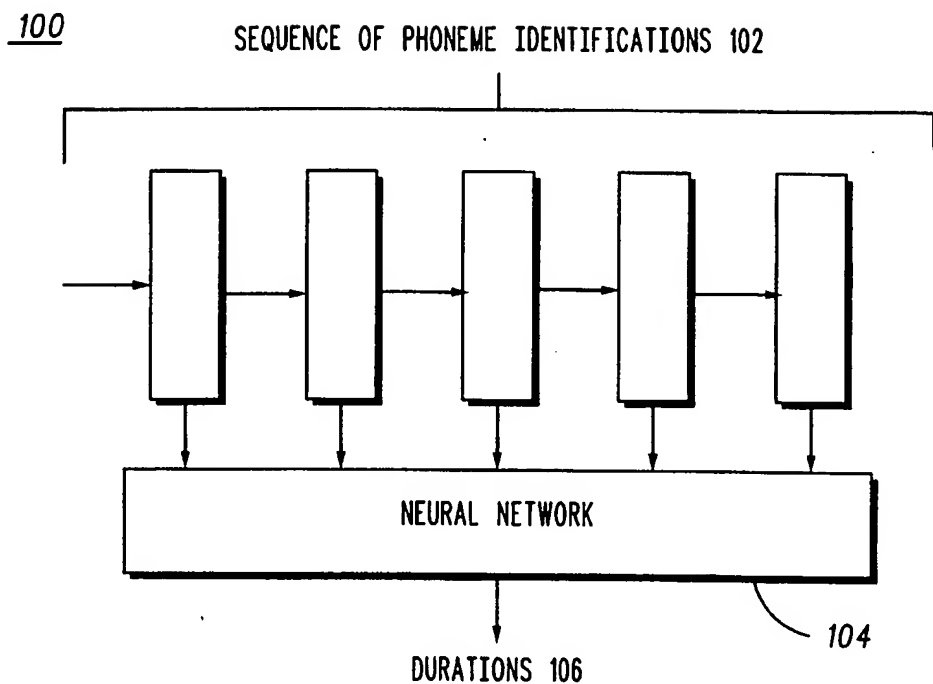 100
SEQUENCE OF PHONEME IDENTIFICATIONS 102
NEURAL NETWORK
104
DURATIONS 106